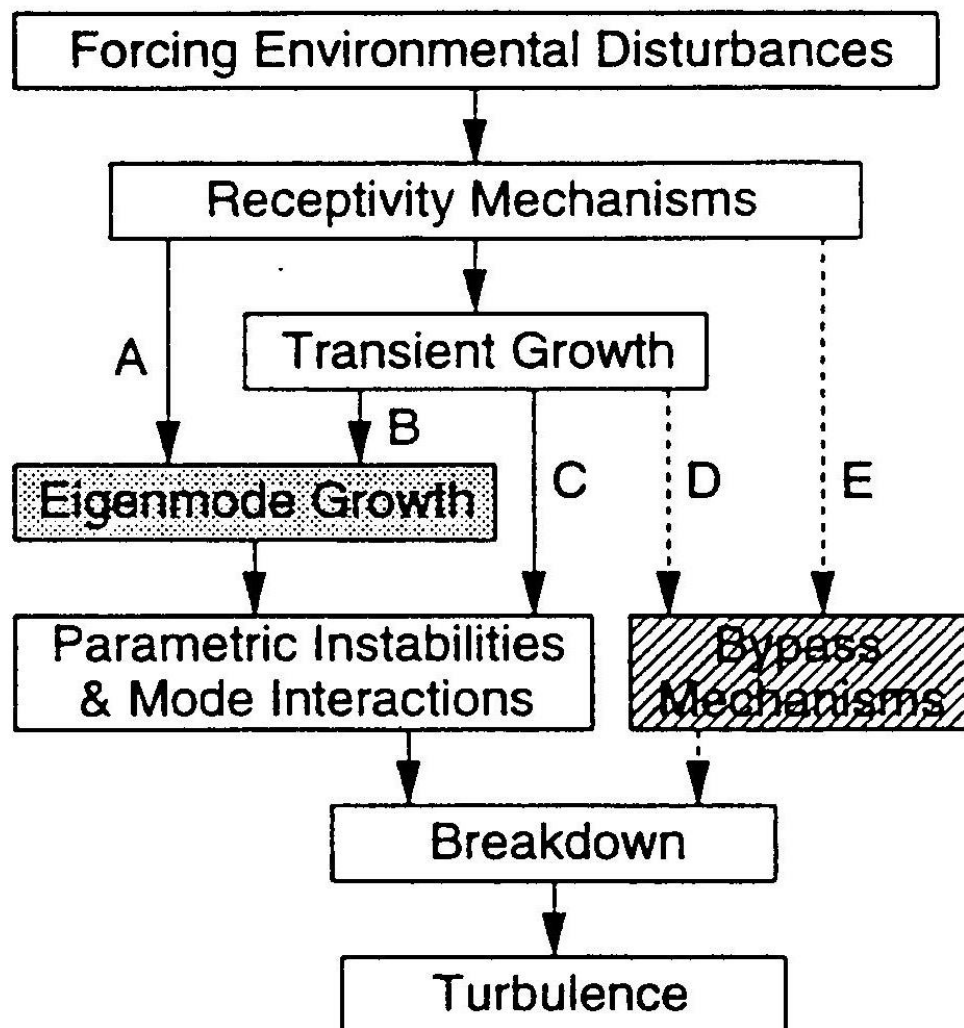 Forcing Environmental Disturbances
Receptivity Mechanisms
A
Transient Growth
B
Eigenmode Growth
C
D
E
Parametric Instabilities
& Mode Interactions
Bypass
Mechanisms
Breakdown
Turbulence